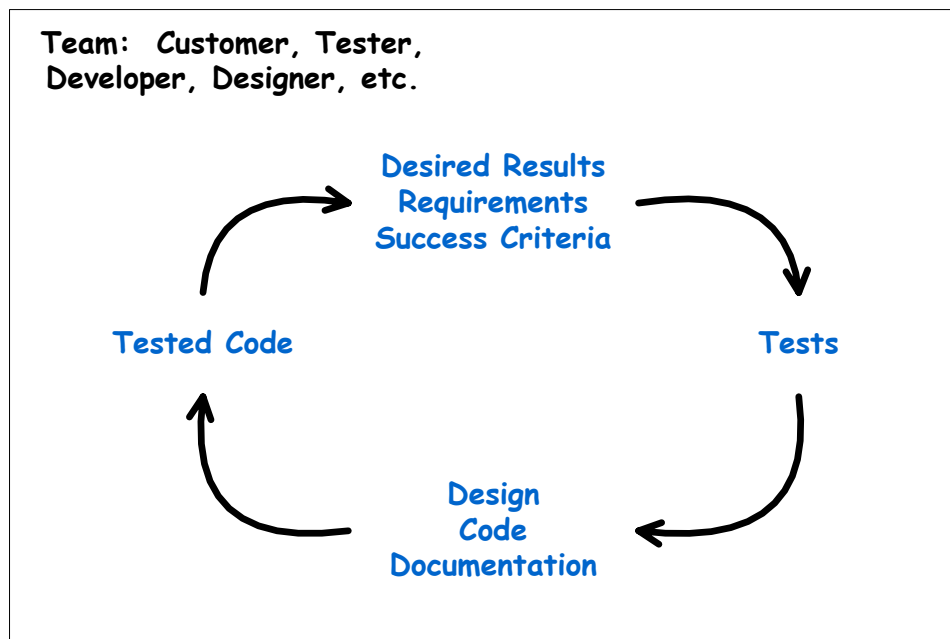 Team:  Customer, Tester,
Developer, Designer, etc.
Desired Results
Requirements
Success Criteria
Tested Code
Tests
Design
Code
Documentation